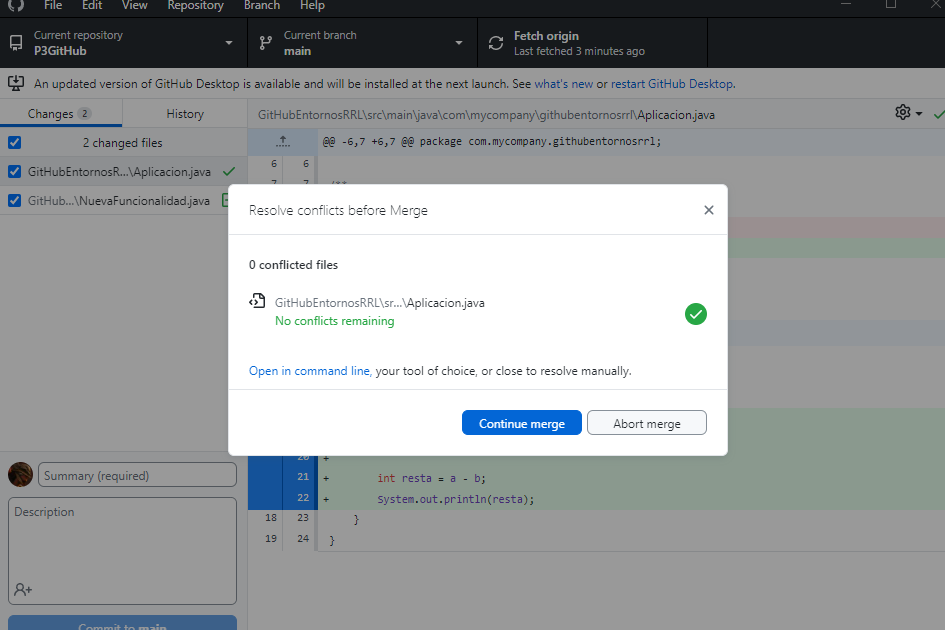 File Edit View Repository Branch Help
Current repository
P3GitHub
Current branch
main
Fetch origin
Last fetched 3 minutes ago
An updated version of GitHub Desktop is available and will be installed at the next launch. See what's new or restart GitHub Desktop.
Changes 2
History
GitHubEntornosRRL\src\main\java\com\mycompany\githubentornosrrl\Aplicacion.java
2 changed files
@@ -6,7 +6,7 @@ package com.mycompany.githubentornosrrl;
6 6
GitHubEntornosR...\Aplicacion.java
7 7 /**
GitHub...\NuevaFuncionalidad.java
Resolve conflicts before Merge
0 conflicted files
GitHubEntornosRRL\sr...\Aplicacion.java
No conflicts remaining
Open in command line, your tool of choice, or close to resolve manually.
Continue merge
Abort merge
20 +
21 + int resta = a - b;
22 + System.out.println(resta);
18 23 }
19 24 }
Summary (required)
Description
Commit to main